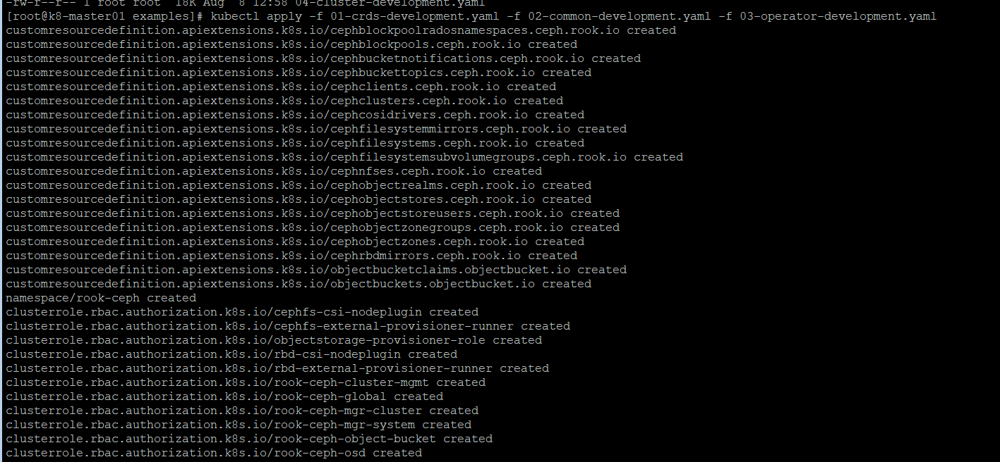 -rw-r--r-- 1 root root  18K Aug  8 12:58 04-cluster-development.yaml
[root@k8-master01 examples]# kubectl apply -f 01-crds-development.yaml -f 02-common-development.yaml -f 03-operator-development.yaml
customresourcedefinition.apiextensions.k8s.io/cephblockpoolradosnamespaces.ceph.rook.io created
customresourcedefinition.apiextensions.k8s.io/cephblockpools.ceph.rook.io created
customresourcedefinition.apiextensions.k8s.io/cephbucketnotifications.ceph.rook.io created
customresourcedefinition.apiextensions.k8s.io/cephbuckettopics.ceph.rook.io created
customresourcedefinition.apiextensions.k8s.io/cephclients.ceph.rook.io created
customresourcedefinition.apiextensions.k8s.io/cephclusters.ceph.rook.io created
customresourcedefinition.apiextensions.k8s.io/cephcosidrivers.ceph.rook.io created
customresourcedefinition.apiextensions.k8s.io/cephfilesystemmirrors.ceph.rook.io created
customresourcedefinition.apiextensions.k8s.io/cephfilesystems.ceph.rook.io created
customresourcedefinition.apiextensions.k8s.io/cephfilesystemsubvolumegroups.ceph.rook.io created
customresourcedefinition.apiextensions.k8s.io/cephnfses.ceph.rook.io created
customresourcedefinition.apiextensions.k8s.io/cephobjectrealms.ceph.rook.io created
customresourcedefinition.apiextensions.k8s.io/cephobjectstores.ceph.rook.io created
customresourcedefinition.apiextensions.k8s.io/cephobjectstoreusers.ceph.rook.io created
customresourcedefinition.apiextensions.k8s.io/cephobjectzonegroups.ceph.rook.io created
customresourcedefinition.apiextensions.k8s.io/cephobjectzones.ceph.rook.io created
customresourcedefinition.apiextensions.k8s.io/cephrbdmirrors.ceph.rook.io created
customresourcedefinition.apiextensions.k8s.io/objectbucketclaims.objectbucket.io created
customresourcedefinition.apiextensions.k8s.io/objectbuckets.objectbucket.io created
namespace/rook-ceph created
clusterrole.rbac.authorization.k8s.io/cephfs-csi-nodeplugin created
clusterrole.rbac.authorization.k8s.io/cephfs-external-provisioner-runner created
clusterrole.rbac.authorization.k8s.io/objectstorage-provisioner-role created
clusterrole.rbac.authorization.k8s.io/rbd-csi-nodeplugin created
clusterrole.rbac.authorization.k8s.io/rbd-external-provisioner-runner created
clusterrole.rbac.authorization.k8s.io/rook-ceph-cluster-mgmt created
clusterrole.rbac.authorization.k8s.io/rook-ceph-global created
clusterrole.rbac.authorization.k8s.io/rook-ceph-mgr-cluster created
clusterrole.rbac.authorization.k8s.io/rook-ceph-mgr-system created
clusterrole.rbac.authorization.k8s.io/rook-ceph-object-bucket created
clusterrole.rbac.authorization.k8s.io/rook-ceph-osd created